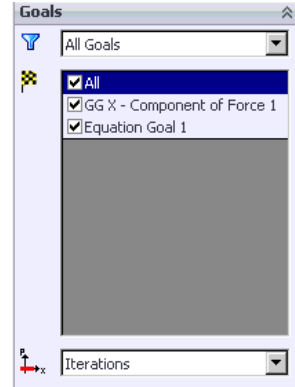 Goals
All Goals
All
GG X - Component of Force 1
Equation Goal 1
P
x
Iterations